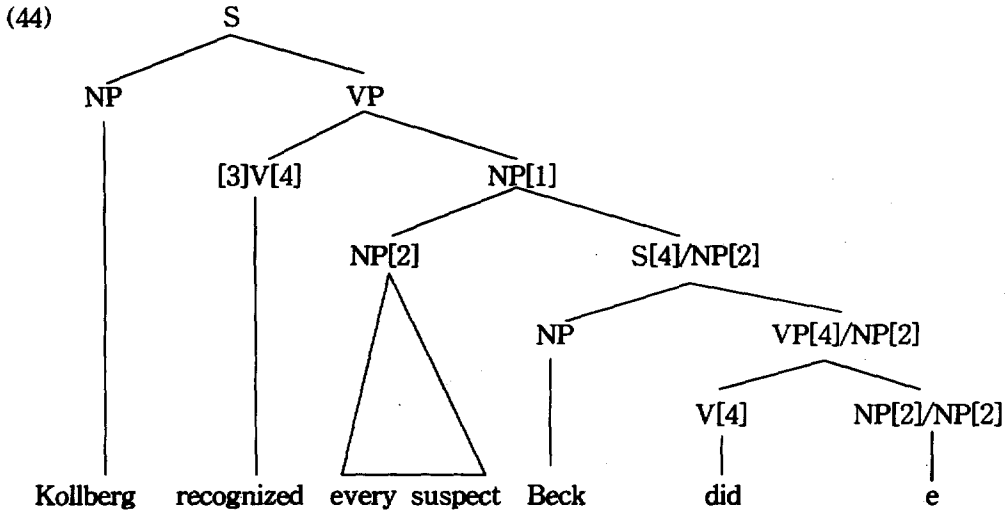 (44) S
NP VP
[3]V[4] NP[1]
NP[2] S[4]/NP[2]
NP VP[4]/NP[2]
V[4] NP[2]/NP[2]
Kollberg recognized every suspect Beck did e